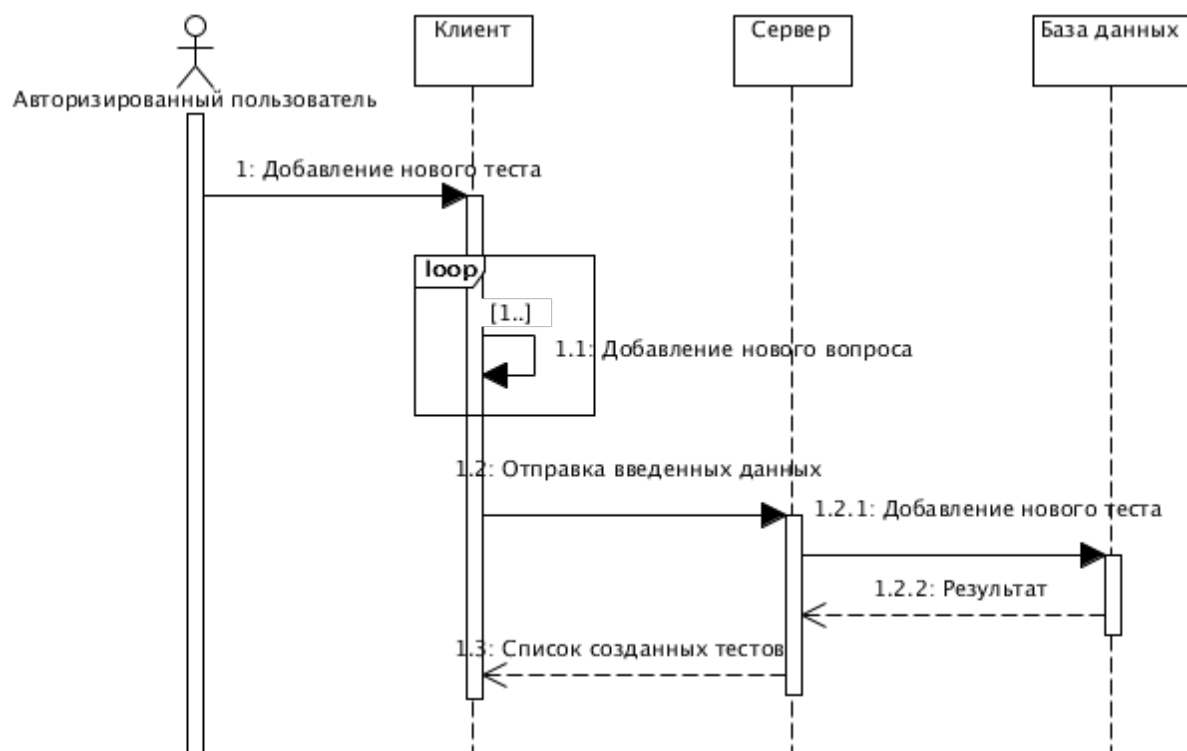 Клиент
Сервер
База данных
Авторизированный пользователь
1: Добавление нового теста
loop
[1..]
1.1: Добавление нового вопроса
1.2: Отправка введенных данных
1.2.1: Добавление нового теста
1.2.2: Результат
1.3: Список созданных тестов